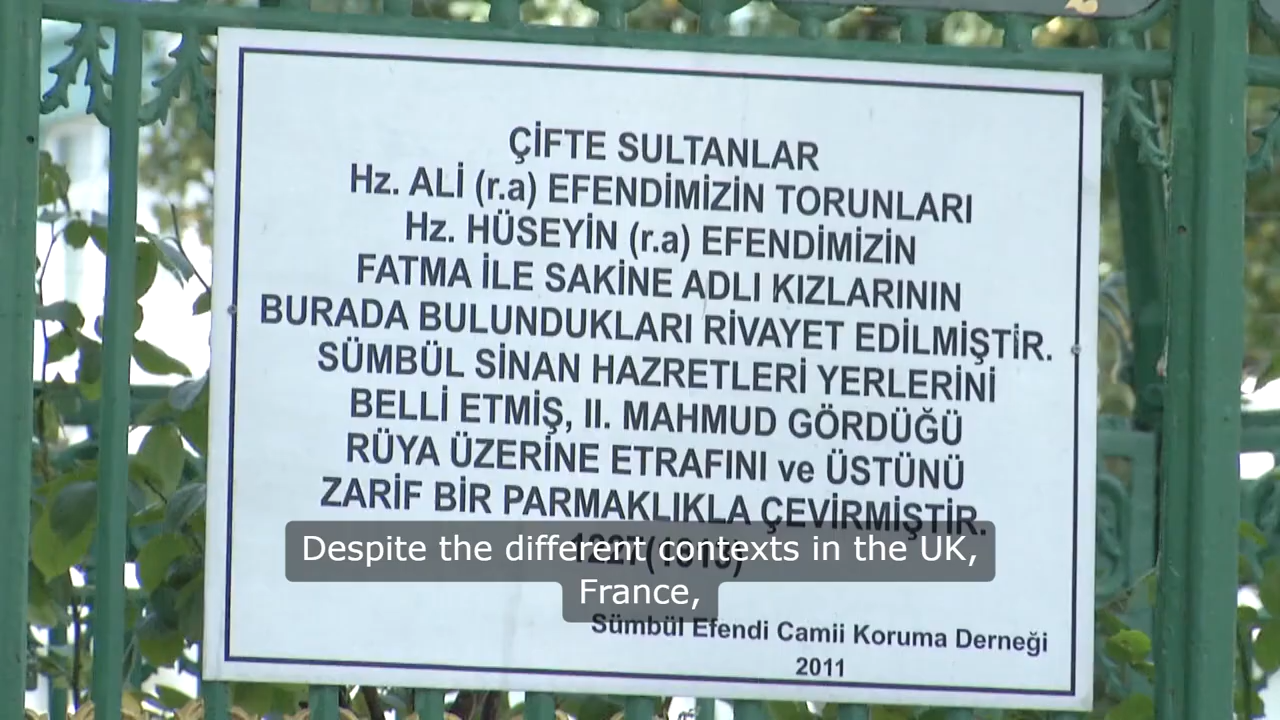 ÇİFTE SULTANLAR
Hz. ALİ (r.a) EFENDİMİZİN TORUNLARI
Hz. HÜSEYİN (r.a) EFENDİMİZİN
FATMA İLE SAKİNE ADLI KIZLARININ
BURADA BULUNDUKLARI RİVAYET EDİLMİŞTİR.
SÜMBÜL SİNAN HAZRETLERİ YERLERİNİ
BELLİ ETMİŞ, II. MAHMUD GÖRDÜĞÜ
RÜYA ÜZERİNE ETRAFINI ve ÜSTÜNÜ
ZARİF BİR PARMAKLIKLA ÇEVİRMİŞTİR.
Despite the different contexts in the UK,
France,
Sümbül Efendi Camii Koruma Derneği
2011